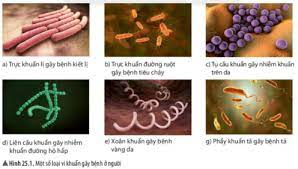 a) Trực khuẩn lị gây bệnh kiết lị
b) Trực khuẩn đường ruột
gây bệnh tiêu chảy
c) Tụ cầu khuẩn gây nhiễm khuẩn
trên da
d) Liên cầu khuẩn gây nhiễm
khuẩn đường hô hấp
e) Xoắn khuẩn gây bệnh
vàng da
g) Phẩy khuẩn tả gây bệnh tả
▲ Hình 25.1. Một số loại vi khuẩn gây bệnh ở người